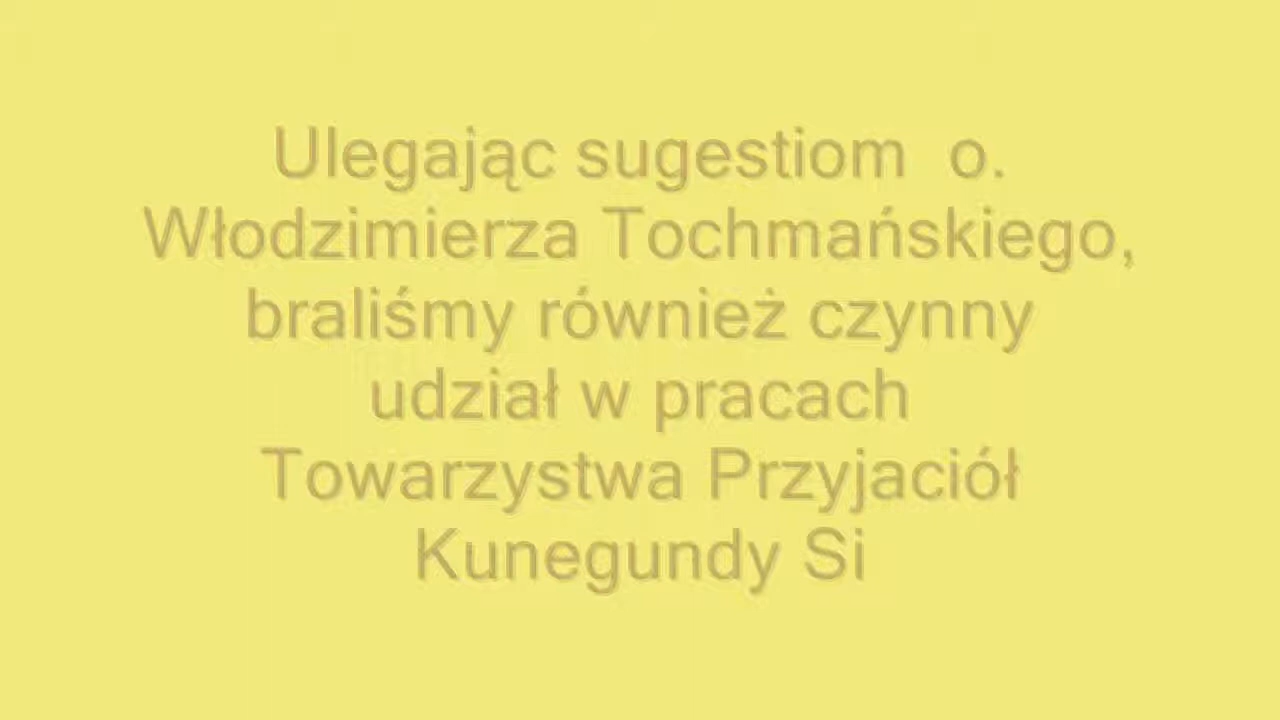 Ulegając sugestiom  o.
Włodzimierza Tochmańskiego,
braliśmy również czynny
udział w pracach
Towarzystwa Przyjaciół
Kunegundy Si